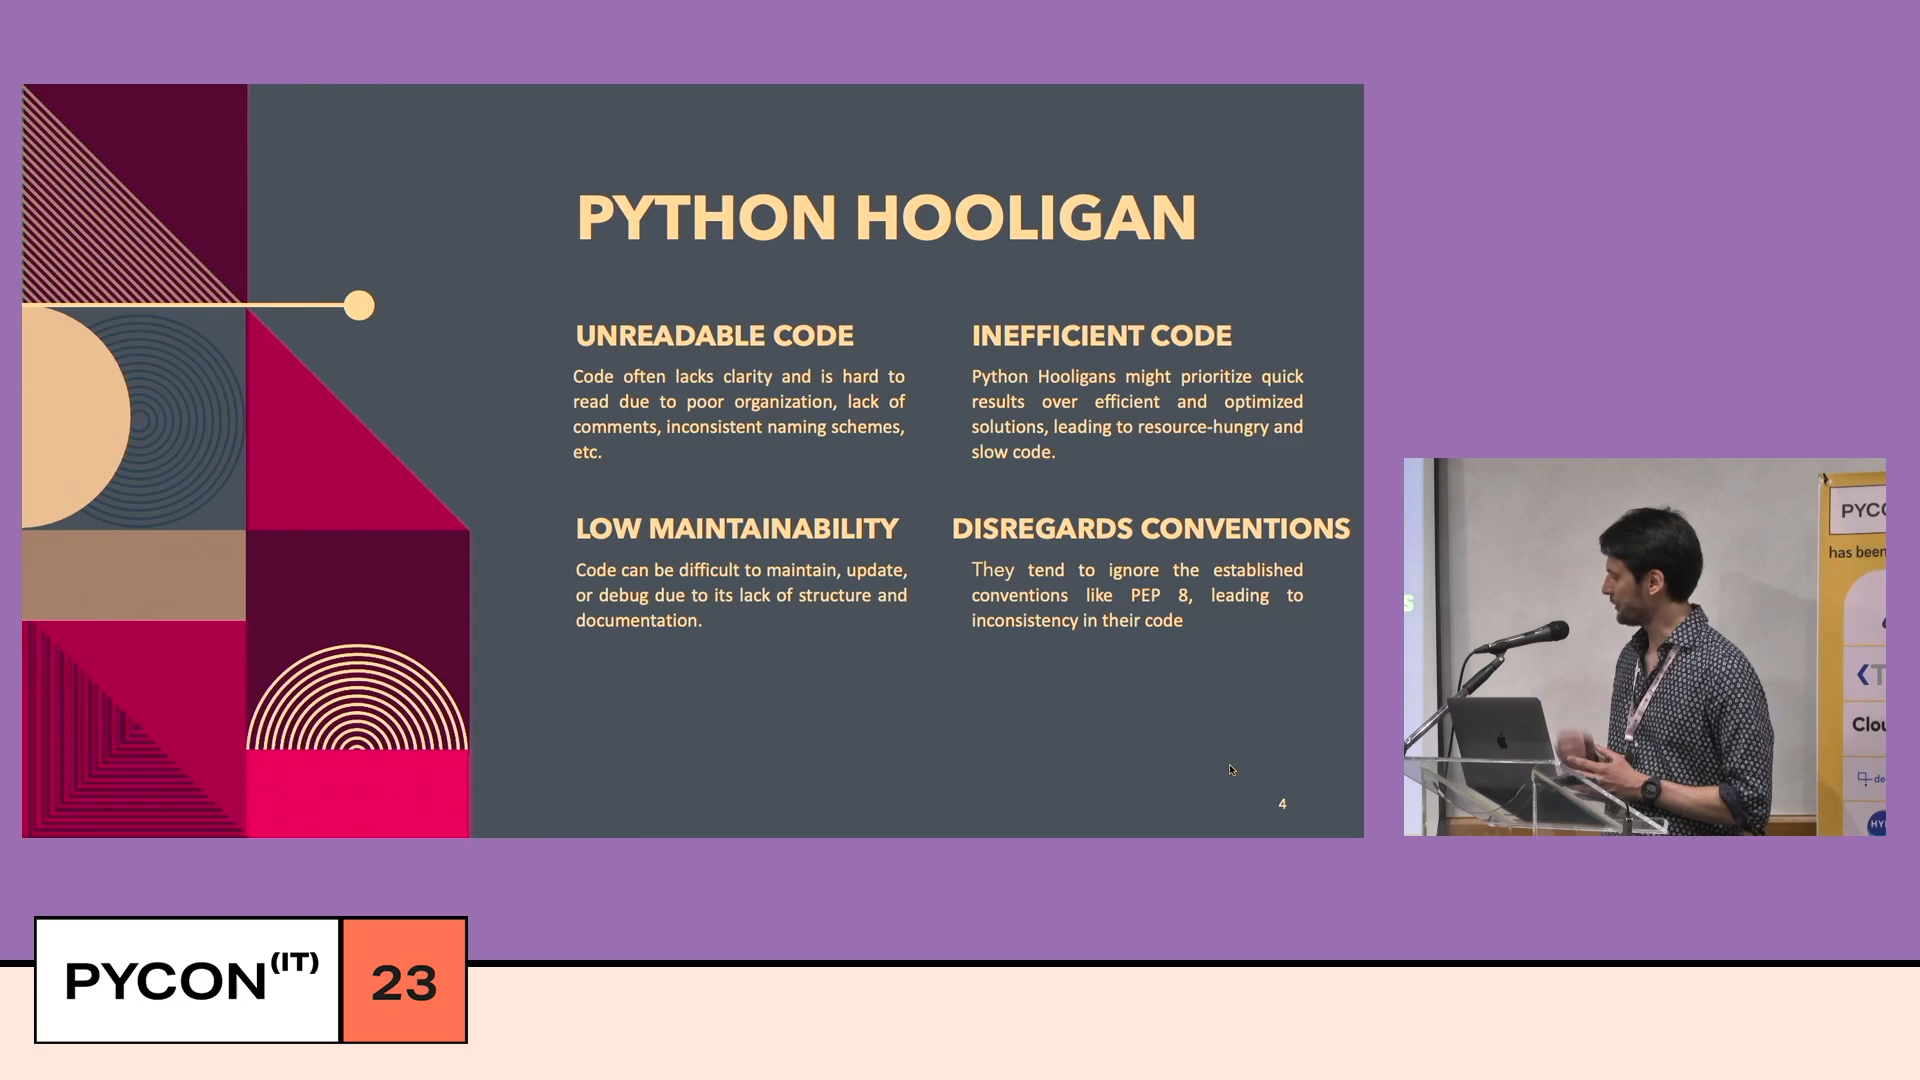 PYTHON HOOLIGAN
UNREADABLE CODE
Code often lacks clarity and is hard to
read due to poor organization, lack of
comments, inconsistent naming schemes,
etc.
INEFFICIENT CODE
Python Hooligans might prioritize quick
results over efficient and optimized
solutions, leading to resource-hungry and
slow code.
LOW MAINTAINABILITY
Code can be difficult to maintain, update,
or debug due to its lack of structure and
documentation.
DISREGARDS CONVENTIONS
They tend to ignore the established
conventions like PEP 8, leading to
inconsistency in their code
4
has been
PYCON(IT) 23